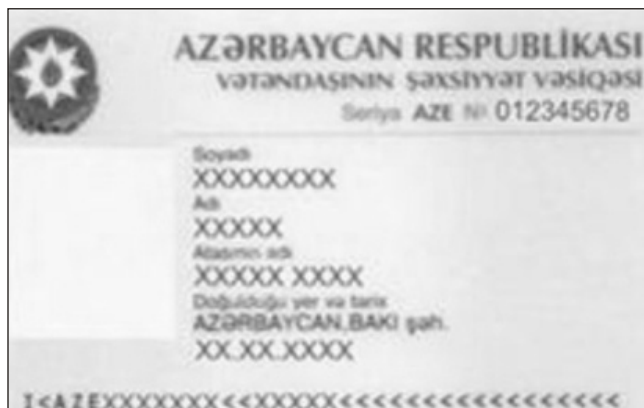 AZƏRBAYCAN RESPUBLİKASI
VƏTƏNDAŞININ ŞƏXSİYYƏT VƏSİQƏSİ
Seriya AZE № 012345678
Soyadı
XXXXXXXX
Adı
XXXXX
Atasının adı
XXXXX XXXX
Doğulduğu yer və tarix
AZƏRBAYCAN.BAKI şəh.
XX.XX.XXXX
I<AZEXXXXXXX<<XXXXX<<<<<<<<<<<<<<<<<